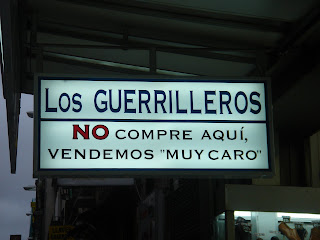 Los GUERRILLEROS
NO COMPRE AQUÍ,
VENDEMOS "MUY CARO"